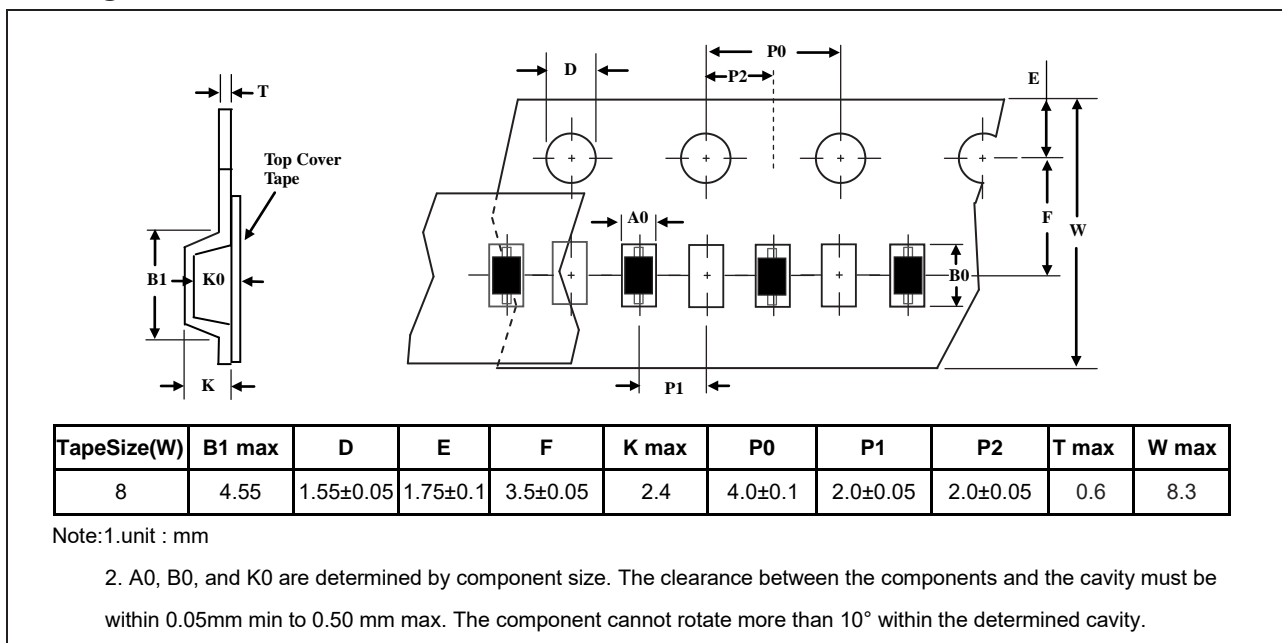 P0
D
P2
E
T
Top Cover
Tape
A0
F
W
B1
K0
B0
K
P1
TapeSize(W) B1 max D E F K max P0 P1 P2 T max W max
8 4.55 1.55±0.05 1.75±0.1 3.5±0.05 2.4 4.0±0.1 2.0±0.05 2.0±0.05 0.6 8.3
Note:1.unit : mm
2. A0, B0, and K0 are determined by component size. The clearance between the components and the cavity must be
within 0.05mm min to 0.50 mm max. The component cannot rotate more than 10° within the determined cavity.